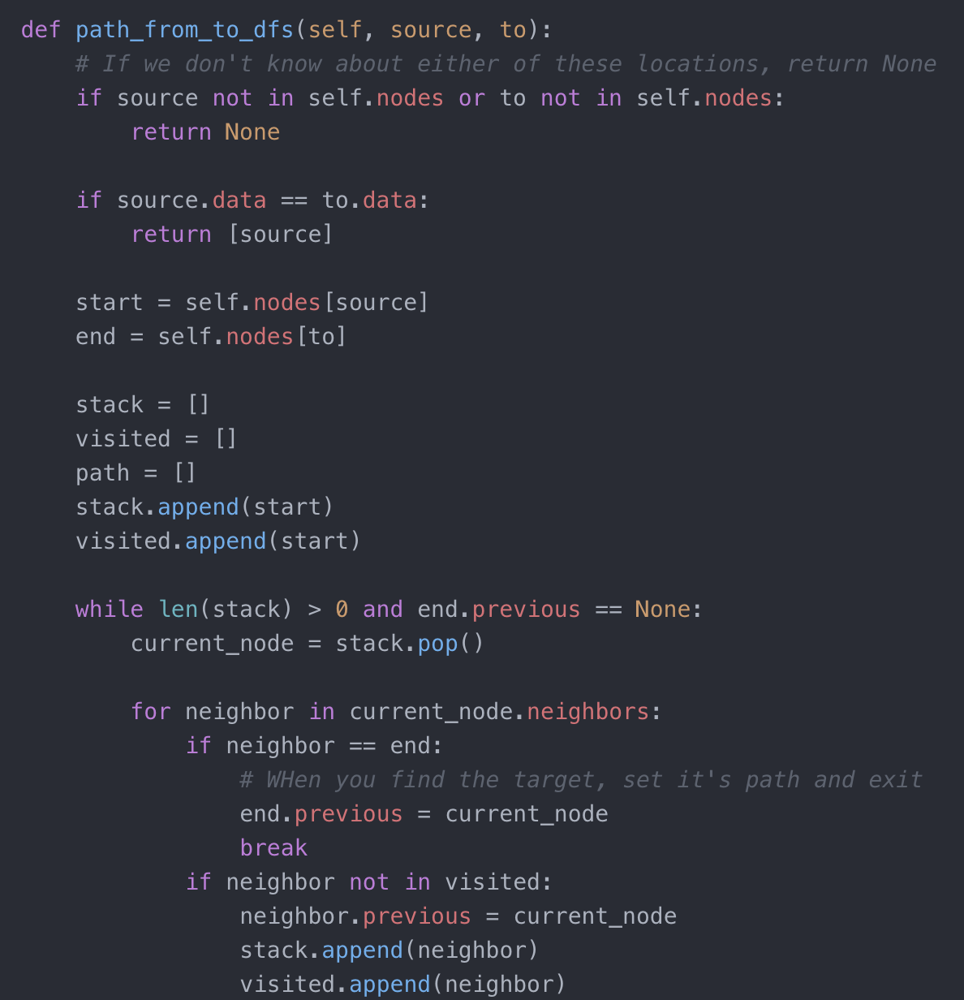 def path_from_to_dfs(self, source, to):
    # If we don't know about either of these locations, return None
    if source not in self.nodes or to not in self.nodes:
        return None

    if source.data == to.data:
        return [source]

    start = self.nodes[source]
    end = self.nodes[to]

    stack = []
    visited = []
    path = []
    stack.append(start)
    visited.append(start)

    while len(stack) > 0 and end.previous == None:
        current_node = stack.pop()

        for neighbor in current_node.neighbors:
            if neighbor == end:
                # WHen you find the target, set it's path and exit
                end.previous = current_node
                break
            if neighbor not in visited:
                neighbor.previous = current_node
                stack.append(neighbor)
                visited.append(neighbor)